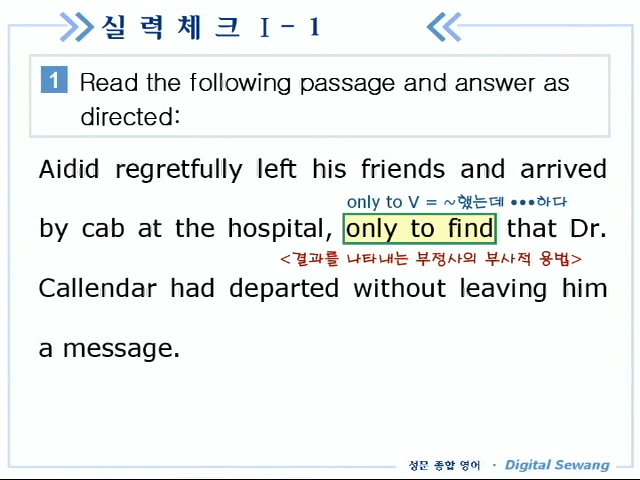 실력체크 I - 1
1 Read the following passage and answer as
directed:
Aidid regretfully left his friends and arrived
only to V = ~했는데 •••하다
by cab at the hospital, only to find that Dr.
<결과를 나타내는 부정사의 부사적 용법>
Callendar had departed without leaving him
a message.
성문 종합 영어 · Digital Sewang